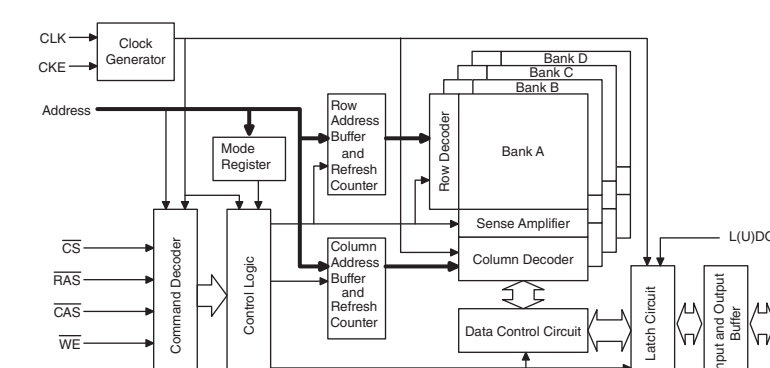 CLK
CKE
Clock
Generator
Address
Mode
Register
Row
Address
Buffer
and
Refresh
Counter
Bank D
Bank C
Bank B
Bank A
Row Decoder
Sense Amplifier
Column Decoder
Column
Address
Buffer
and
Refresh
Counter
CS
RAS
CAS
WE
Command Decoder
Control Logic
Data Control Circuit
Latch Circuit
and Output
Buffer